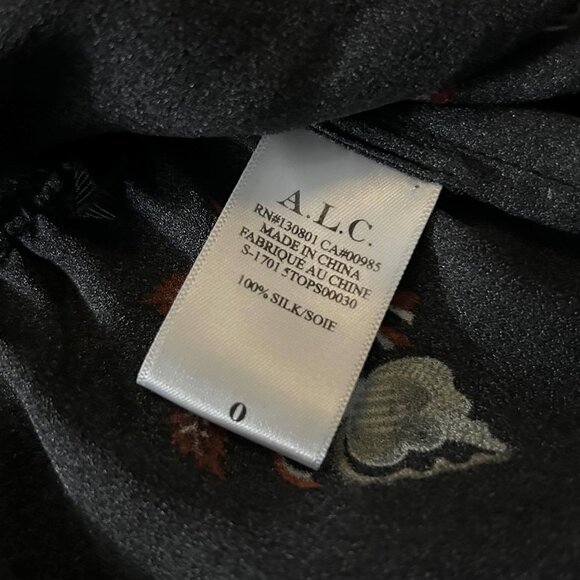 A.L.C.
RN#130801 CA#00985
MADE IN CHINA
FABRIQUE AU CHINE
S-1701 5TOPS00030
100% SILK/SOIE
0